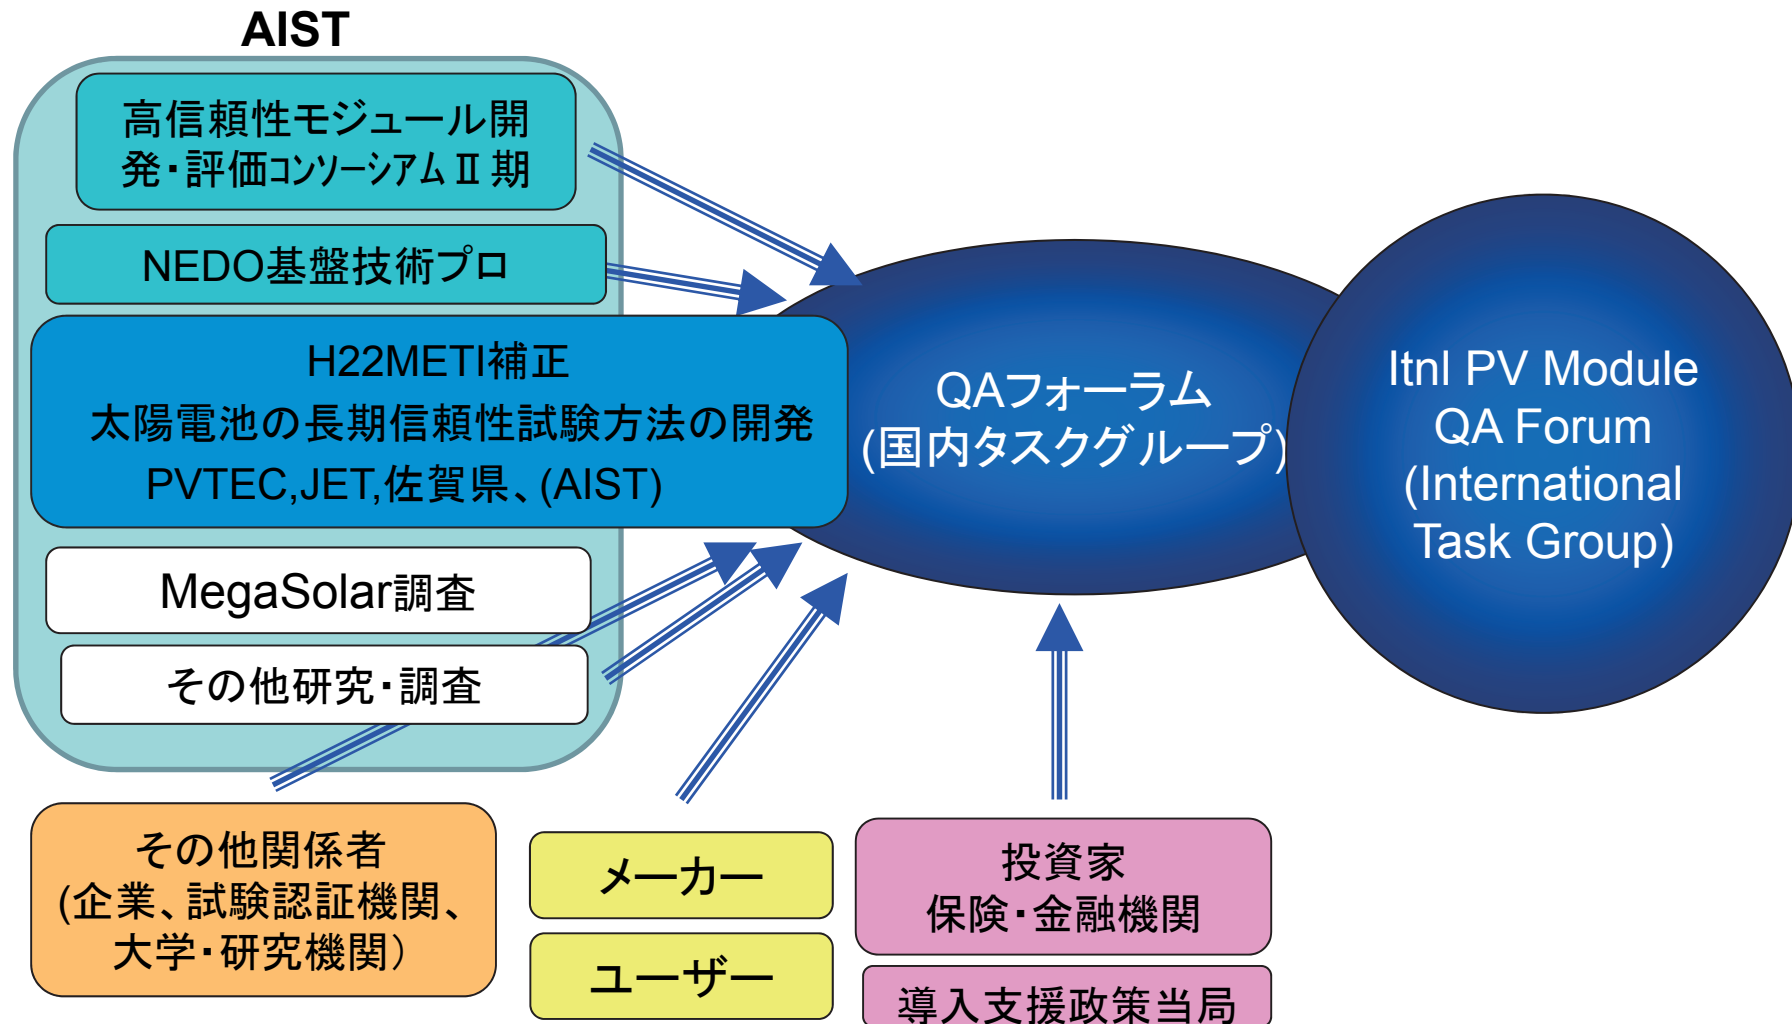 AIST
高信頼性モジュール開
発・評価ｺﾝｿｰｼｱﾑⅡ期
NEDO基盤技術プロ
H22METI補正
太陽電池の長期信頼性試験方法の開発
PVTEC,JET,佐賀県、(AIST)
MegaSolar調査
その他研究・調査
QAフォーラム
(国内タスクグループ)
Itnl PV Module
QA Forum
(International
Task Group)
その他関係者
(企業、試験認証機関、
大学・研究機関）
メーカー
ユーザー
投資家
保険・金融機関
導入支援政策当局